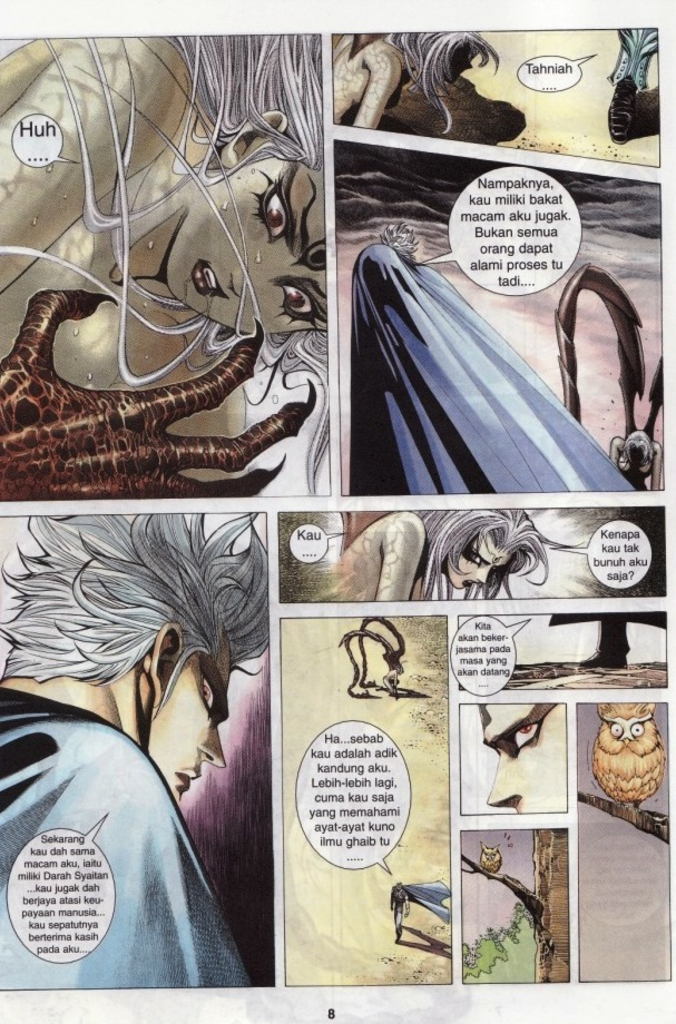 Huh
....
Tahniah
....
Nampaknya,
kau miliki bakat
macam aku jugak.
Bukan semua
orang dapat
alami proses tu
tadi....
Kau
....
Kenapa
kau tak
bunuh aku
saja?
Sekarang
kau dah sama
macam aku, iaitu
miliki Darah Syaitan
...kau jugak dah
berjaya atasi keu-
payaan manusia...
kau sepatutnya
berterima kasih
pada aku....
Ha...sebab
kau adalah adik
kandung aku.
Lebih-lebih lagi,
cuma kau saja
yang memahami
ayat-ayat kuno
ilmu ghaib tu
.....
Kita
akan beker-
jasama pada
masa yang
akan datang
....
8